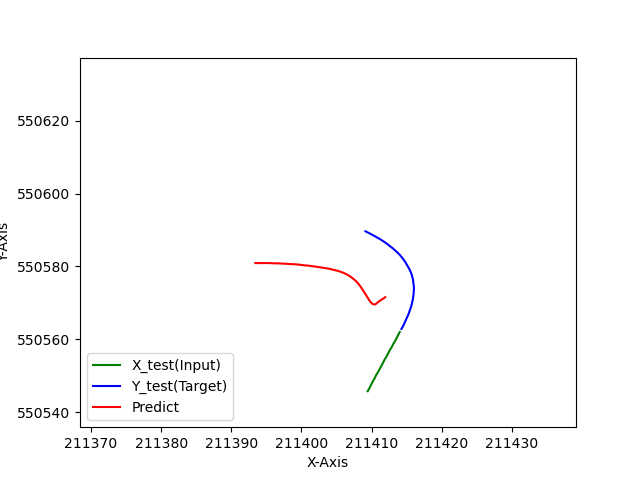 550620
550600
550580
550560
550540
Y-Axis
X_test(Input)
Y_test(Target)
Predict
211370 211380 211390 211400 211410 211420 211430
X-Axis